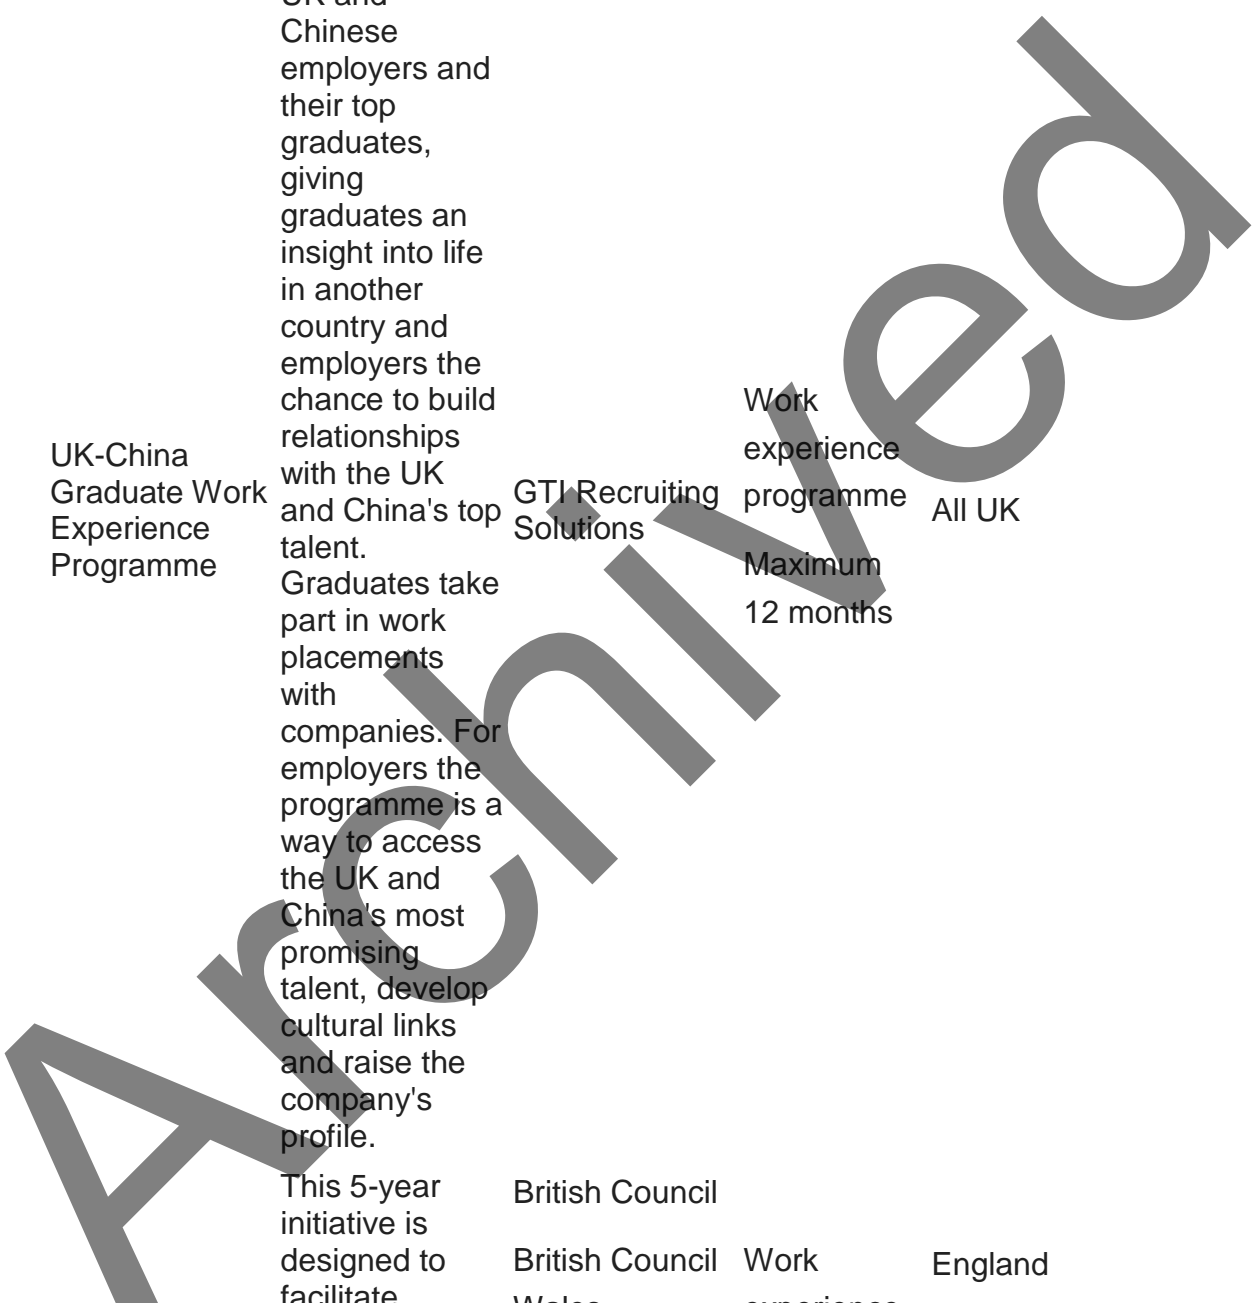 UK and
Chinese
employers and
their top
graduates,
giving
graduates an
insight into life
in another
country and
employers the
chance to build
relationships
with the UK
and China's top
talent.
Graduates take
part in work
placements
with
companies. For
employers the
programme is a
way to access
the UK and
China's most
promising
talent, develop
cultural links
and raise the
company's
profile.
UK-China
Graduate Work
Experience
Programme
GTI Recruiting
Solutions
Work
experience
programme
Maximum
12 months
All UK
This 5-year
initiative is
designed to
facilitate
British Council
British Council
Wales
Work
experience
England
Archived